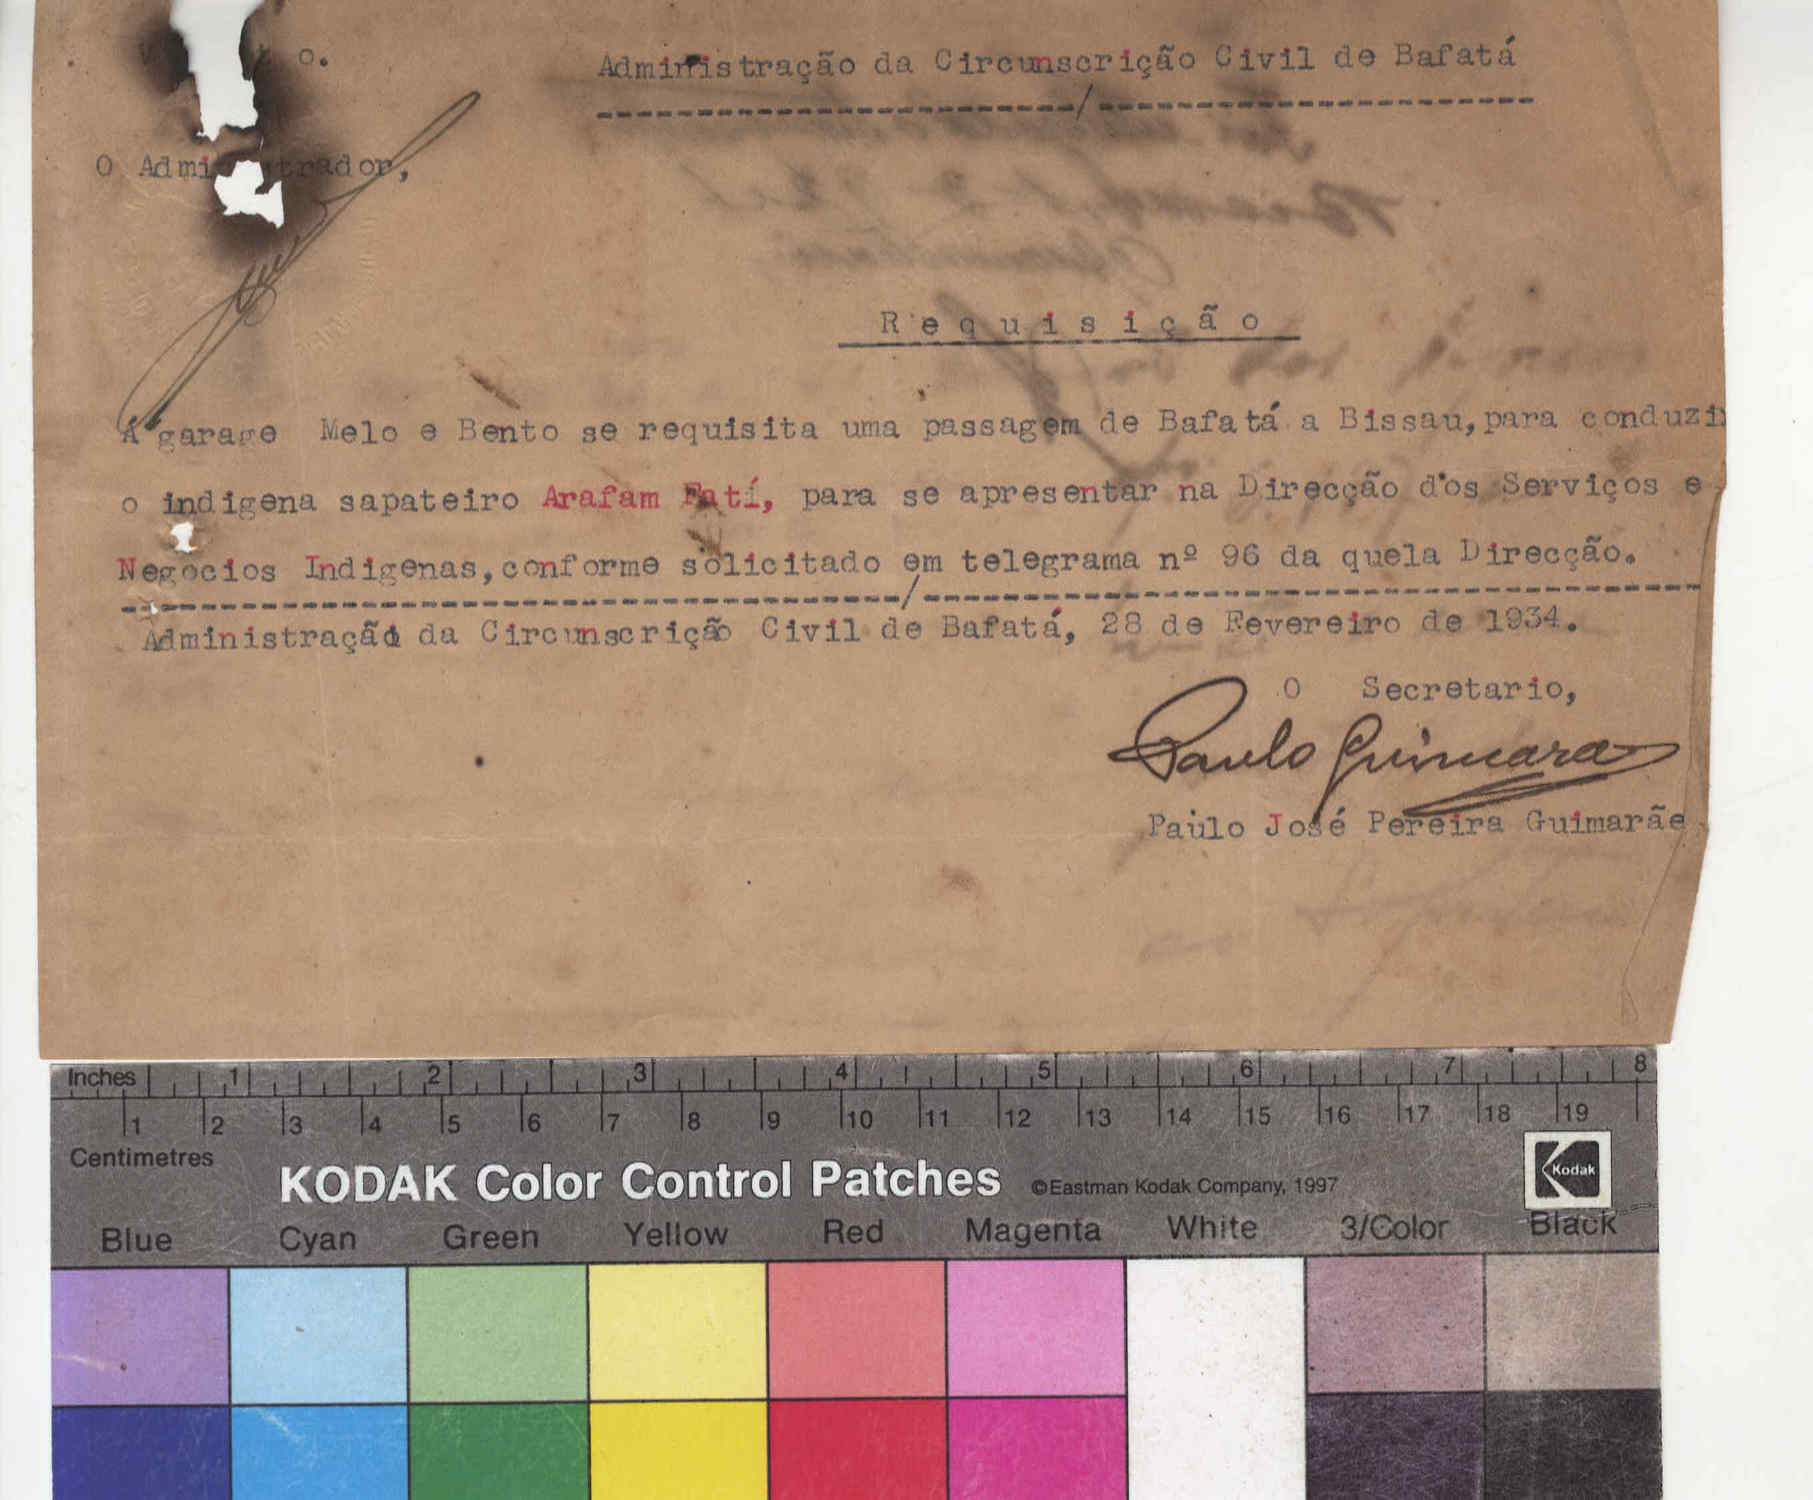 Administração da Circunscrição Civil de Bafatá
O Admi trador,
Requisição
Á garage Melo e Bento se requisita uma passagem de Bafatá a Bissau, para conduzi
o indigena sapateiro Arafam Fatí, para se apresentar na Direcção dos Serviços e
Negocios Indigenas, conforme solicitado em telegrama nº 96 da quela Direcção.
Administração da Circunscrição Civil de Bafatá, 28 de Fevereiro de 1934.
O Secretario,
Paulo Guimara
Paulo José Pereira Guimarãe
Inches 1 2 3 4 5 6 7 8
1 2 3 4 5 6 7 8 9 10 11 12 13 14 15 16 17 18 19
Centimetres
KODAK Color Control Patches ©Eastman Kodak Company, 1997
Kodak
Blue Cyan Green Yellow Red Magenta White 3/Color Black